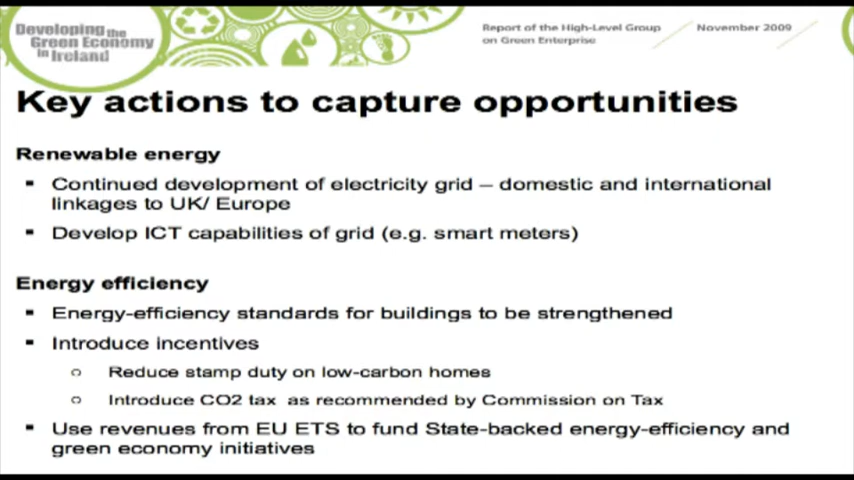 Developing the
Green Economy
in Ireland
Report of the High-Level Group
on Green Enterprise
November 2009
Key actions to capture opportunities
Renewable energy
▪ Continued development of electricity grid – domestic and international
linkages to UK/ Europe
▪ Develop ICT capabilities of grid (e.g. smart meters)
Energy efficiency
▪ Energy-efficiency standards for buildings to be strengthened
▪ Introduce incentives
○ Reduce stamp duty on low-carbon homes
○ Introduce CO2 tax as recommended by Commission on Tax
▪ Use revenues from EU ETS to fund State-backed energy-efficiency and
green economy initiatives